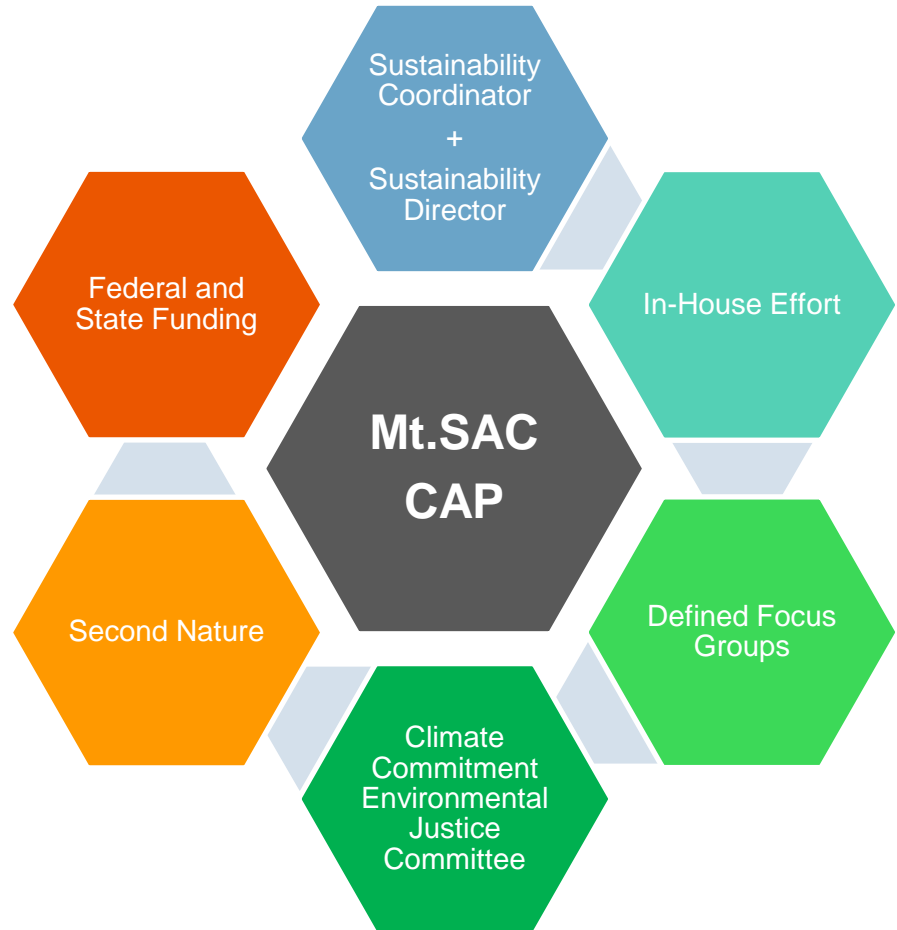 Sustainability
Coordinator
+
Sustainability
Director
Federal and
State Funding
In-House Effort
Mt.SAC
CAP
Second Nature
Defined Focus
Groups
Climate
Commitment
Environmental
Justice
Committee